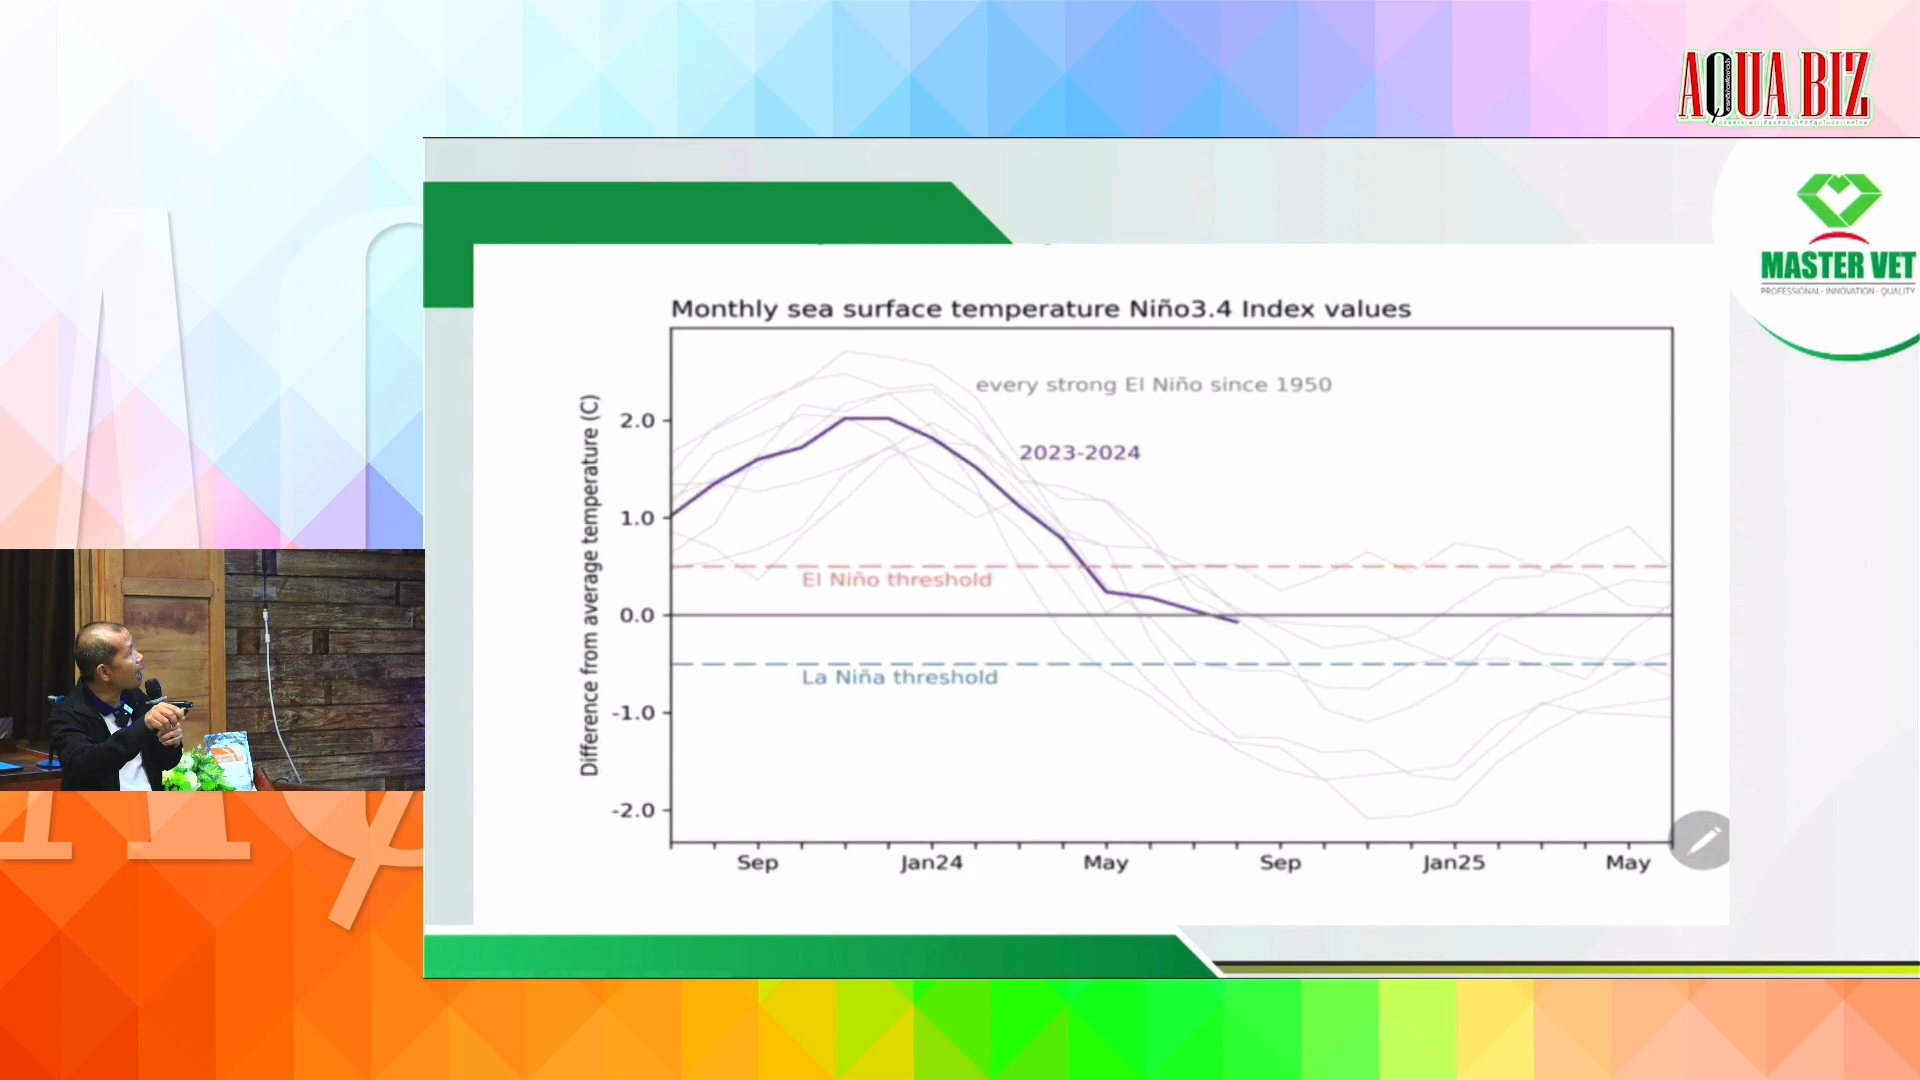 AQUA BIZ
MASTER VET
PROFESSIONAL · INNOVATION · QUALITY
Monthly sea surface temperature Niño3.4 Index values
every strong El Niño since 1950
2023-2024
El Niño threshold
La Niña threshold
Difference from average temperature (C)
2.0
1.0
0.0
-1.0
-2.0
Sep Jan24 May Sep Jan25 May